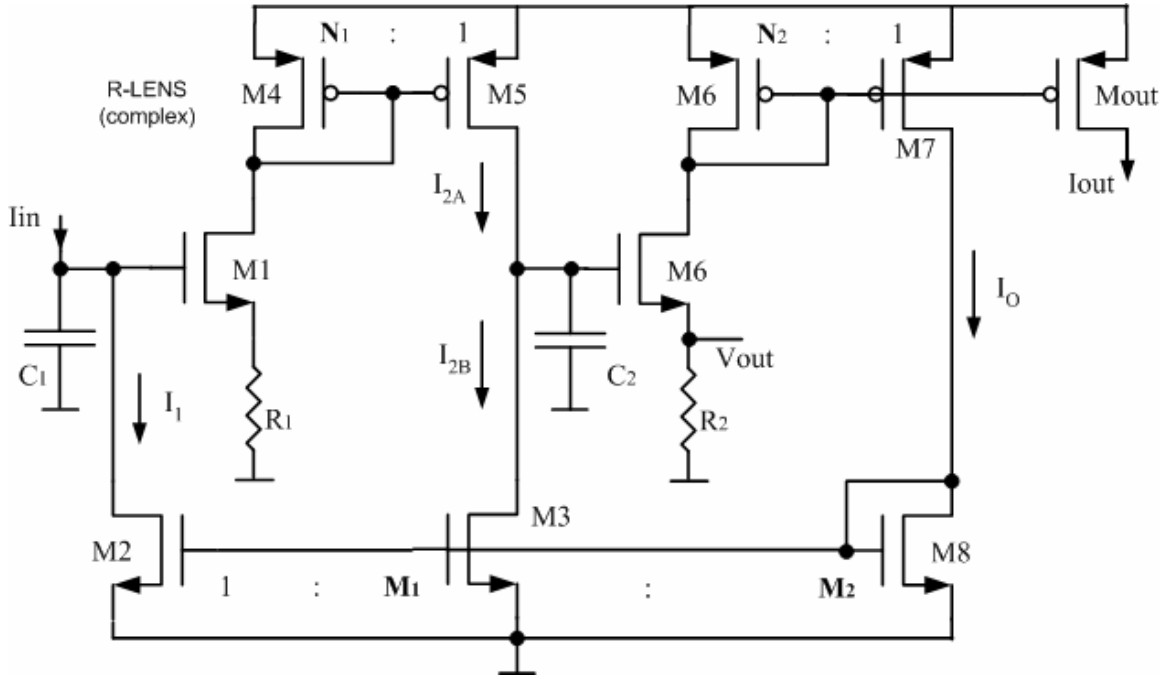 N1 : 1
N2 : 1
R-LENS
(complex)
M4
M5
M6
M7
Mout
I2A
Iout
Iin
M1
M6
IO
C1
I1
R1
I2B
C2
Vout
R2
M2
M3
M8
1 : M1 : M2